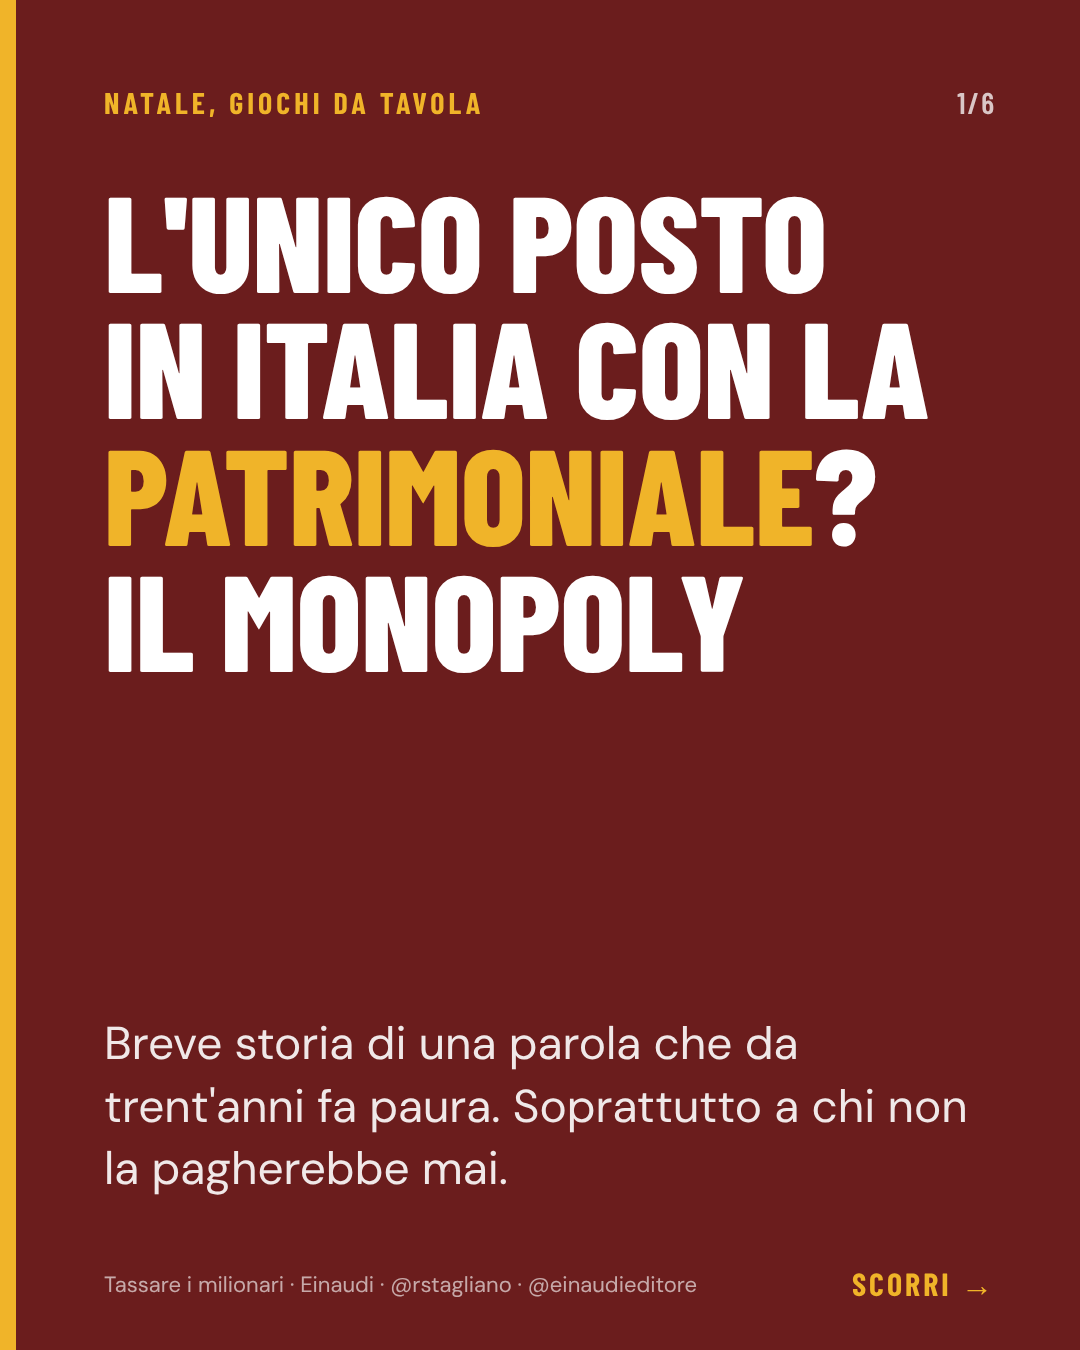 NATALE, GIOCHI DA TAVOLA
1/6
L'UNICO POSTO
IN ITALIA CON LA
PATRIMONIALE?
IL MONOPOLY
Breve storia di una parola che da
trent'anni fa paura. Soprattutto a chi non
la pagherebbe mai.
Tassare i milionari · Einaudi · @rstagliano · @einaudieditore
SCORRI →